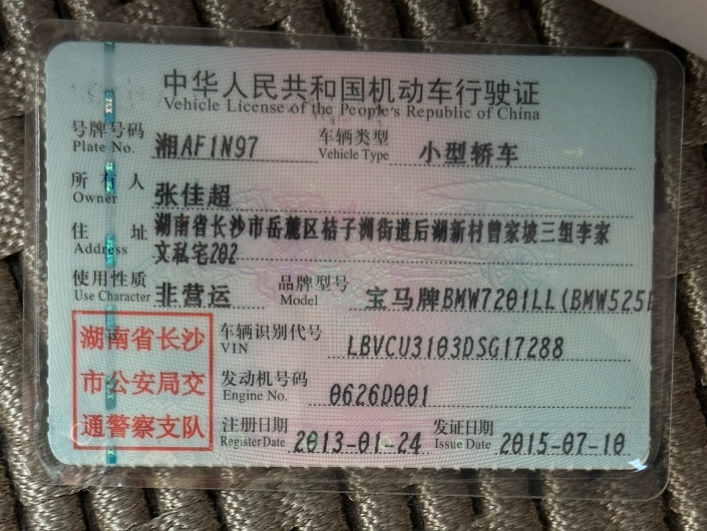 中华人民共和国机动车行驶证
Vehicle License of the People's Republic of China
号牌号码 湘AF1N97 车辆类型 小型轿车
Plate No. Vehicle Type
所有人 张佳超
Owner
住址 湖南省长沙市岳麓区桔子洲街道后湖新村曾家坡三组李家
Address 文私宅202
使用性质 非营运 品牌型号 宝马牌BMW7201LL(BMW525
Use Character Model
湖南省长沙 车辆识别代号 LBVCU3103DSG17288
VIN
市公安局交 发动机号码 0626D001
Engine No.
通警察支队 注册日期 2013-01-24 发证日期 2015-07-10
Register Date Issue Date